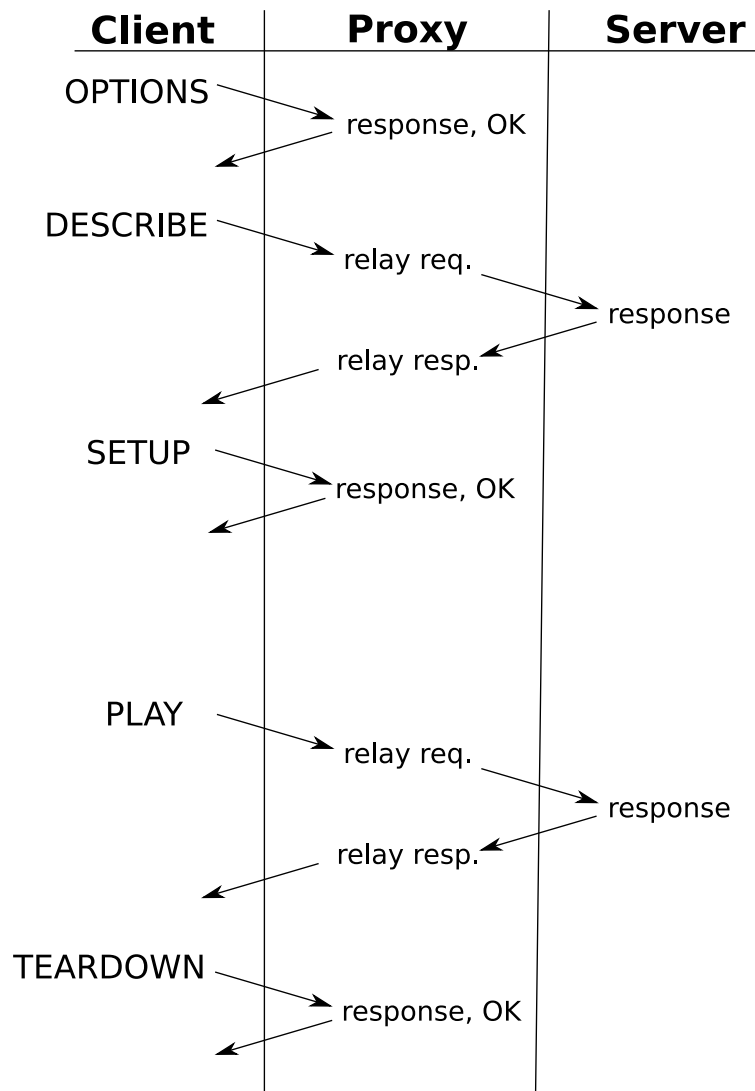 Client Proxy Server
OPTIONS
response, OK
DESCRIBE
relay req.
response
relay resp.
SETUP
response, OK
PLAY
relay req.
response
relay resp.
TEARDOWN
response, OK